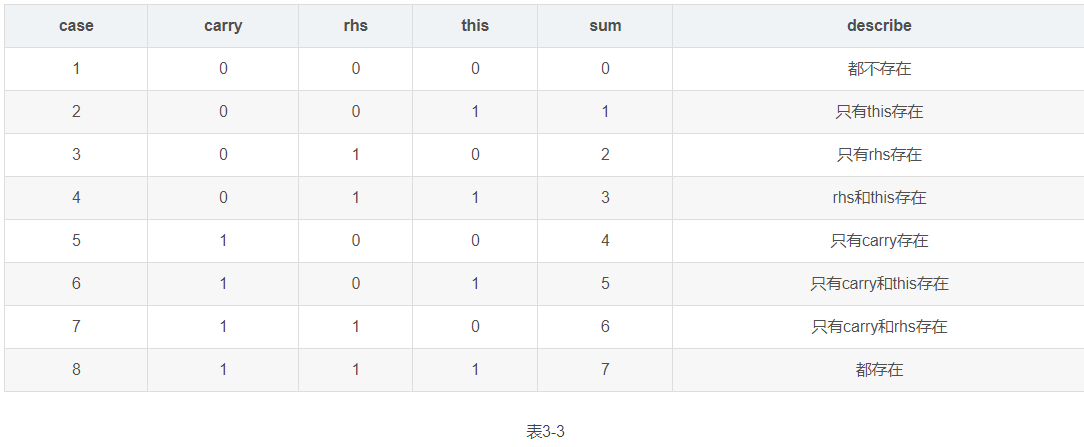 case carry rhs this sum describe
1 0 0 0 0 都不存在
2 0 0 1 1 只有this存在
3 0 1 0 2 只有rhs存在
4 0 1 1 3 rhs和this存在
5 1 0 0 4 只有carry存在
6 1 0 1 5 只有carry和this存在
7 1 1 0 6 只有carry和rhs存在
8 1 1 1 7 都存在
表3-3